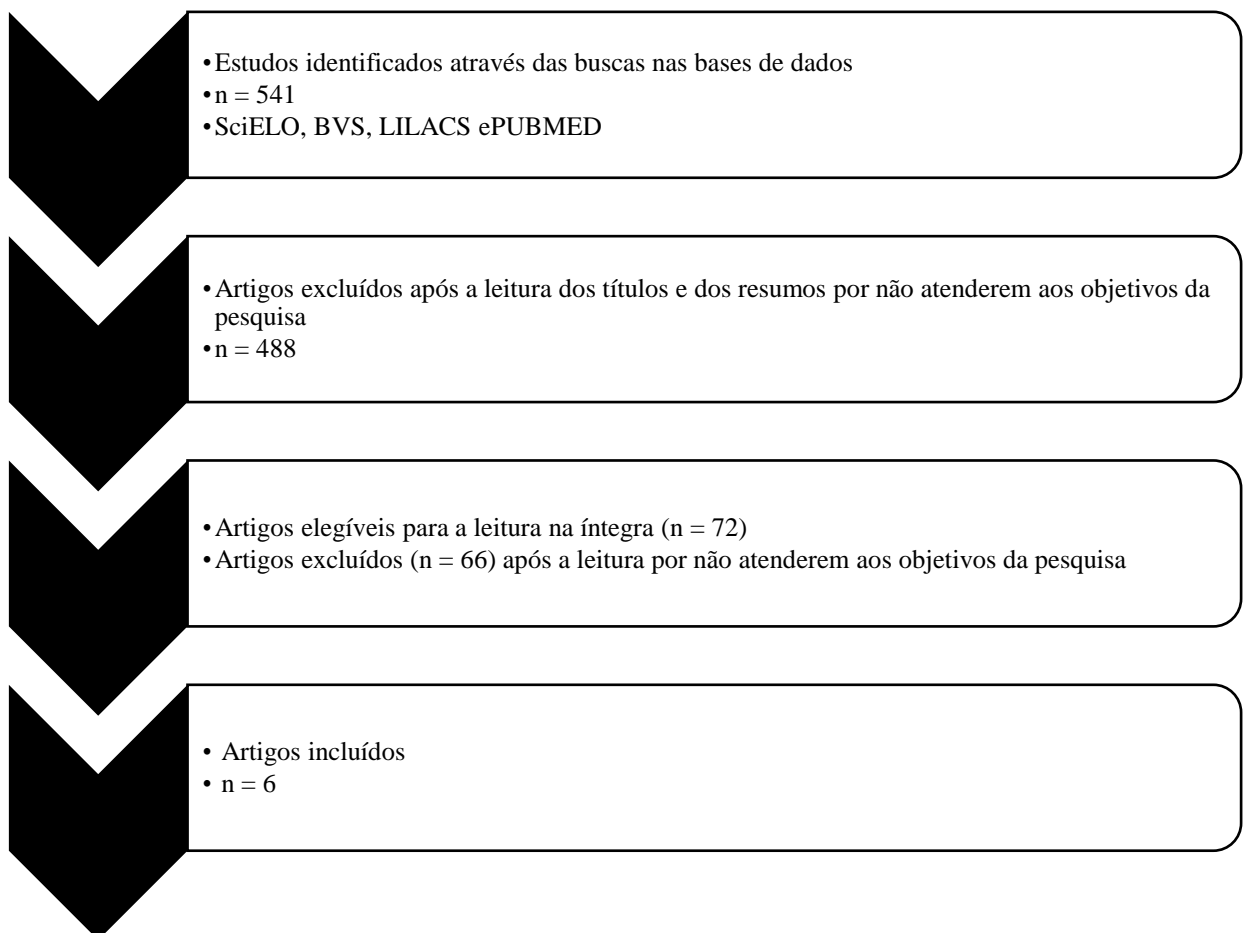 •Estudos identificados através das buscas nas bases de dados
•n = 541
•SciELO, BVS, LILACS ePUBMED
•Artigos excluídos após a leitura dos títulos e dos resumos por não atenderem aos objetivos da
pesquisa
•n = 488
•Artigos elegíveis para a leitura na íntegra (n = 72)
•Artigos excluídos (n = 66) após a leitura por não atenderem aos objetivos da pesquisa
• Artigos incluídos
• n = 6